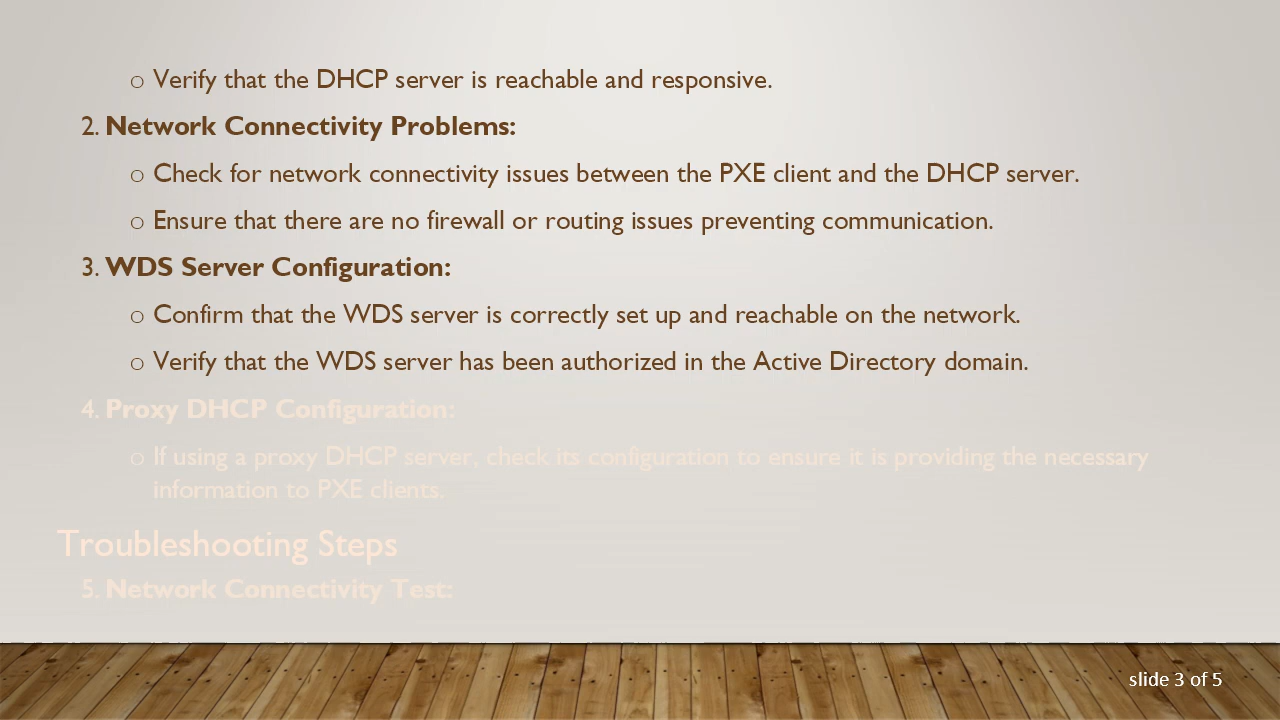 o Verify that the DHCP server is reachable and responsive.
2. Network Connectivity Problems:
o Check for network connectivity issues between the PXE client and the DHCP server.
o Ensure that there are no firewall or routing issues preventing communication.
3. WDS Server Configuration:
o Confirm that the WDS server is correctly set up and reachable on the network.
o Verify that the WDS server has been authorized in the Active Directory domain.
4. Proxy DHCP Configuration:
o If using a proxy DHCP server, check its configuration to ensure it is providing the necessary
information to PXE clients.
Troubleshooting Steps
5. Network Connectivity Test:
slide 3 of 5